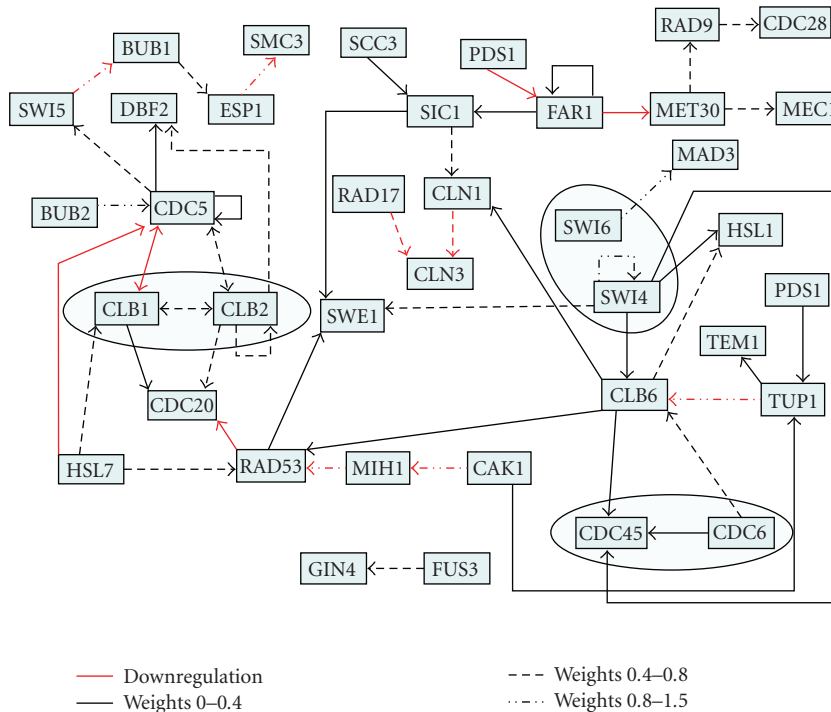 RAD9
CDC28
BUB1
SMC3
SCC3
PDS1
SWI5
DBF2
ESP1
SIC1
FAR1
MET30
MEC1
MAD3
BUB2
CDC5
RAD17
CLN1
SWI6
HSL1
CLN3
CLB1
CLB2
SWE1
SWI4
PDS1
TEM1
CDC20
CLB6
TUP1
HSL7
RAD53
MIH1
CAK1
CDC45
CDC6
GIN4
FUS3
Downregulation
Weights 0.4–0.8
Weights 0–0.4
Weights 0.8–1.5